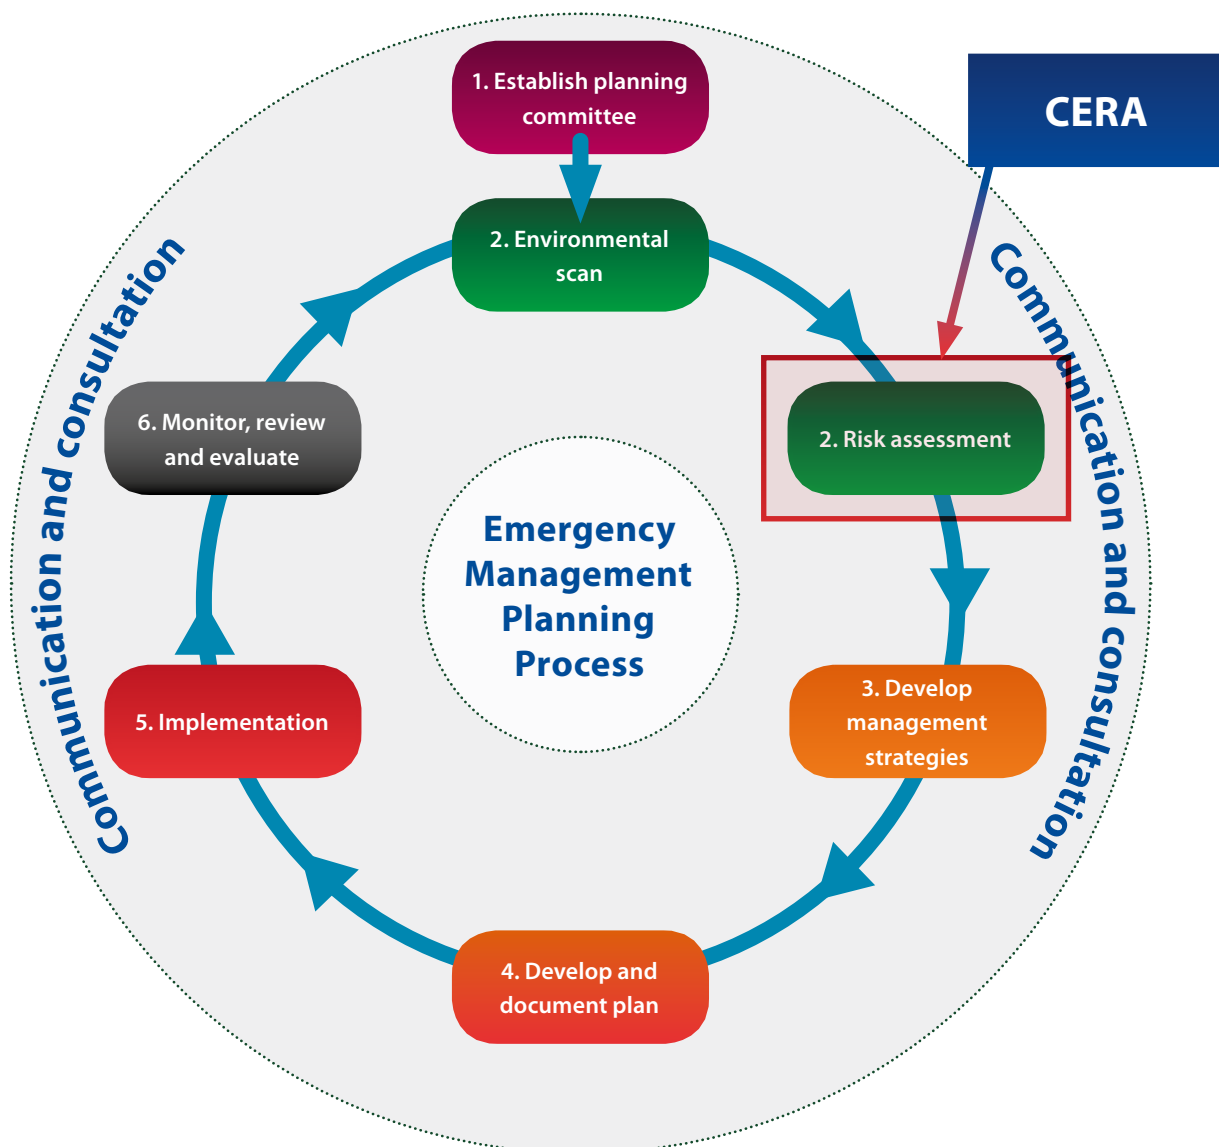 1. Establish planning
committee
CERA
2. Environmental
scan
Communication and consultation
Communication and consultation
6. Monitor, review
and evaluate
2. Risk assessment
Emergency
Management
Planning
Process
5. Implementation
3. Develop
management
strategies
4. Develop and
document plan